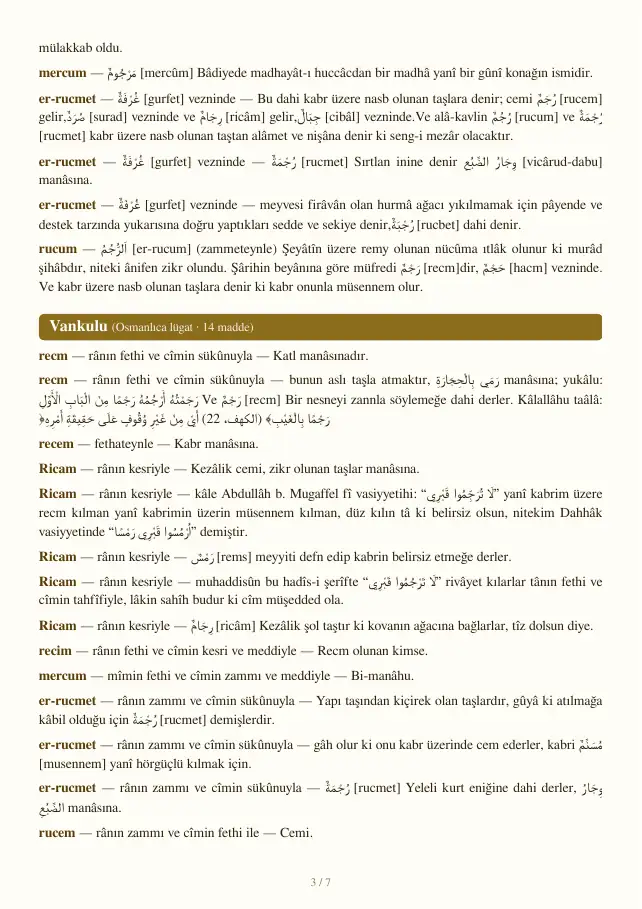 mülakkab oldu.
mercum — مَرْجُومٌ [mercûm] Bâdiyede madhayât-ı huccâcdan bir madhâ yanî bir gûnî konağın ismidir.
er-rucmet — غُرْفَةٌ [gurfet] vezninde — Bu dahi kabr üzere nasb olunan taşlara denir; cemi رُجَمٌ [rucem]
gelir,صُرَدٌ [surad] vezninde ve رِجَامٌ [ricâm] gelir,جِبَالٌ [cibâl] vezninde.Ve alâ-kavlin رُجُمٌ [rucum] ve رُجْمَةٌ
[rucmet] kabr üzere nasb olunan taştan alâmet ve nişâna denir ki seng-i mezâr olacaktır.
er-rucmet — غُرْفَةٌ [gurfet] vezninde — رُجْمَةٌ [rucmet] Sırtlan inine denir وِجَارُ الضَّبُعِ [vicârud-dabu]
manâsına.
er-rucmet — غُرْفَةٌ [gurfet] vezninde — meyvesi firâvân olan hurmâ ağacı yıkılmamak için pâyende ve
destek tarzında yukarısına doğru yaptıkları sedde ve sekiye denir,رُجْبَةٌ [rucbet] dahi denir.
rucum — اَلرُّجُمُ [er-rucum] (zammeteynle) Şeyâtîn üzere remy olunan nücûma ıtlâk olunur ki murâd
şihâbdır, niteki ânifen zikr olundu. Şârihin beyânına göre müfredi رَجْمٌ [recm]dir, حَجْمٌ [hacm] vezninde.
Ve kabr üzere nasb olunan taşlara denir ki kabr onunla müsennem olur.
Vankulu (Osmanlıca lügat · 14 madde)
recm — rânın fethi ve cîmin sükûnuyla — Katl manâsınadır.
recm — rânın fethi ve cîmin sükûnuyla — bunun aslı taşla atmaktır, رَمَى بِالْحِجَارَةِ manâsına; yukâlu:
رَجَمْتُهُ أَرْجُمُهُ رَجْمًا مِن الْبَابِ الْأَوَّلِ Ve رَجْمٌ [recm] Bir nesneyi zannla söylemeğe dahi derler. Kâlallâhu taâlâ:
﴿رَجْمًا بِالْغَيْبِ﴾ (الكهف، 22) أَيْ مِنْ غَيْرِ وُقُوفٍ عَلَى حَقِيقَةِ أَمْرِهِ
recem — fethateynle — Kabr manâsına.
Ricam — rânın kesriyle — Kezâlik cemi, zikr olunan taşlar manâsına.
Ricam — rânın kesriyle — kâle Abdullâh b. Mugaffel fî vasiyyetihi: “لَا تُرَجِّمُوا قَبْرِي” yanî kabrim üzere
recm kılman yanî kabrimin üzerin müsennem kılman, düz kılın tâ ki belirsiz olsun, nitekim Dahhâk
vasiyyetinde “اُرْمُسُوا قَبْرِي رَمْسًا” demiştir.
Ricam — rânın kesriyle — رَمْسٌ [rems] meyyiti defn edip kabrin belirsiz etmeğe derler.
Ricam — rânın kesriyle — muhaddisûn bu hadîs-i şerîfte “لَا تَرْجُمُوا قَبْرِي” rivâyet kılarlar tânın fethi ve
cîmin tahfîfiyle, lâkin sahîh budur ki cîm müşedded ola.
Ricam — rânın kesriyle — رِجَامٌ [ricâm] Kezâlik şol taştır ki kovanın ağacına bağlarlar, tîz dolsun diye.
recim — rânın fethi ve cîmin kesri ve meddiyle — Recm olunan kimse.
mercum — mîmin fethi ve cîmin zammı ve meddiyle — Bi-manâhu.
er-rucmet — rânın zammı ve cîmin sükûnuyla — Yapı taşından kiçirek olan taşlardır, gûyâ ki atılmağa
kâbil olduğu için رُجْمَةٌ [rucmet] demişlerdir.
er-rucmet — rânın zammı ve cîmin sükûnuyla — gâh olur ki onu kabr üzerinde cem ederler, kabri مُسَنَّمٌ
[musennem] yanî hörgüçlü kılmak için.
er-rucmet — rânın zammı ve cîmin sükûnuyla — رُجْمَةٌ [rucmet] Yeleli kurt eniğine dahi derler, وِجَارُ
الضَّبُعِ manâsına.
rucem — rânın zammı ve cîmin fethi ile — Cemi.
3 / 7